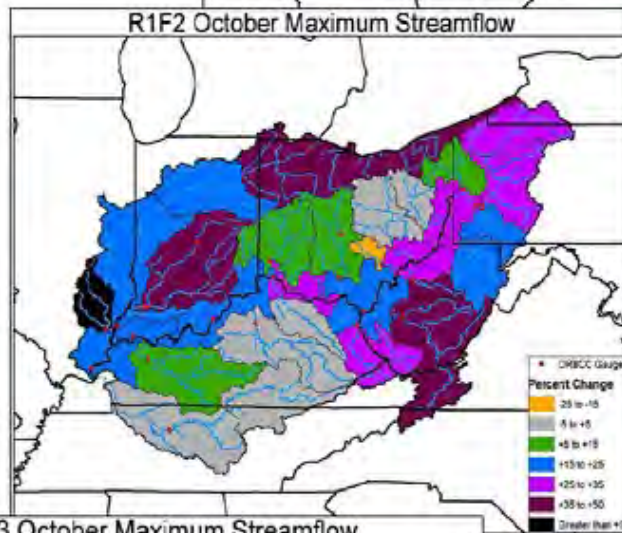 R1F2 October Maximum Streamflow
ORBCC Gauge
Percent Change
-25 to -15
-5 to +5
+5 to +15
+15 to +25
+25 to +35
+35 to +50
Greater than +5
3 October Maximum Streamflow